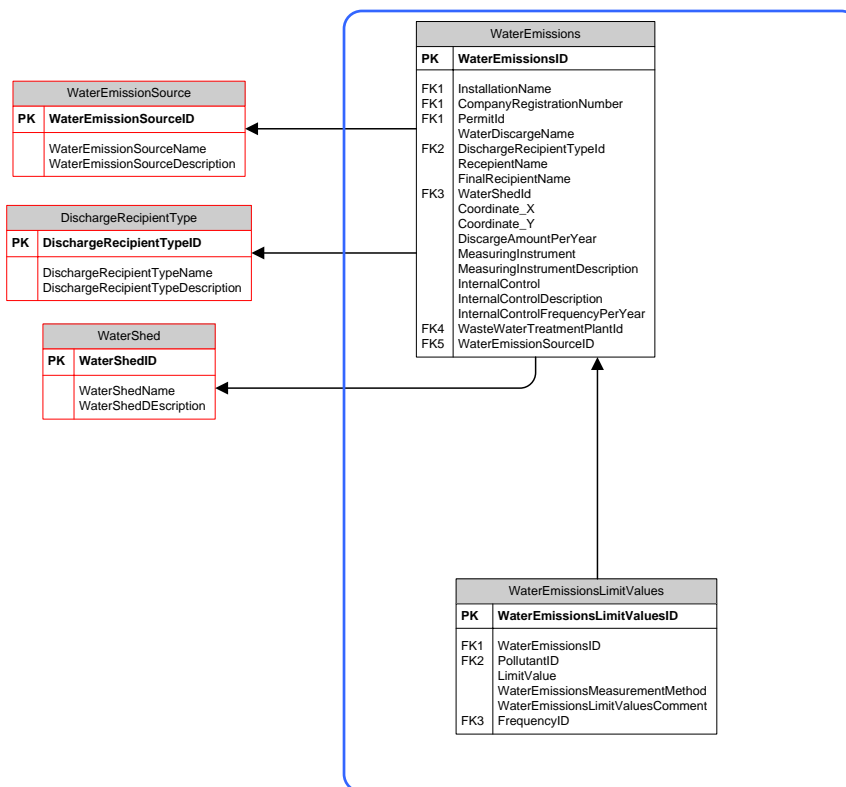 WaterEmissions
PK WaterEmissionsID
FK1 InstallationName
FK1 CompanyRegistrationNumber
FK1 PermitId
WaterDiscargeName
FK2 DischargeRecipientTypeId
RecepientName
FinalRecipientName
FK3 WaterShedId
Coordinate_X
Coordinate_Y
DiscargeAmountPerYear
MeasuringInstrument
MeasuringInstrumentDescription
InternalControl
InternalControlDescription
InternalControlFrequencyPerYear
FK4 WasteWaterTreatmentPlantId
FK5 WaterEmissionSourceID
WaterEmissionSource
PK WaterEmissionSourceID
WaterEmissionSourceName
WaterEmissionSourceDescription
DischargeRecipientType
PK DischargeRecipientTypeID
DischargeRecipientTypeName
DischargeRecipientTypeDescription
WaterShed
PK WaterShedID
WaterShedName
WaterShedDEscription
WaterEmissionsLimitValues
PK WaterEmissionsLimitValuesID
FK1 WaterEmissionsID
FK2 PollutantID
LimitValue
WaterEmissionsMeasurementMethod
WaterEmissionsLimitValuesComment
FK3 FrequencyID